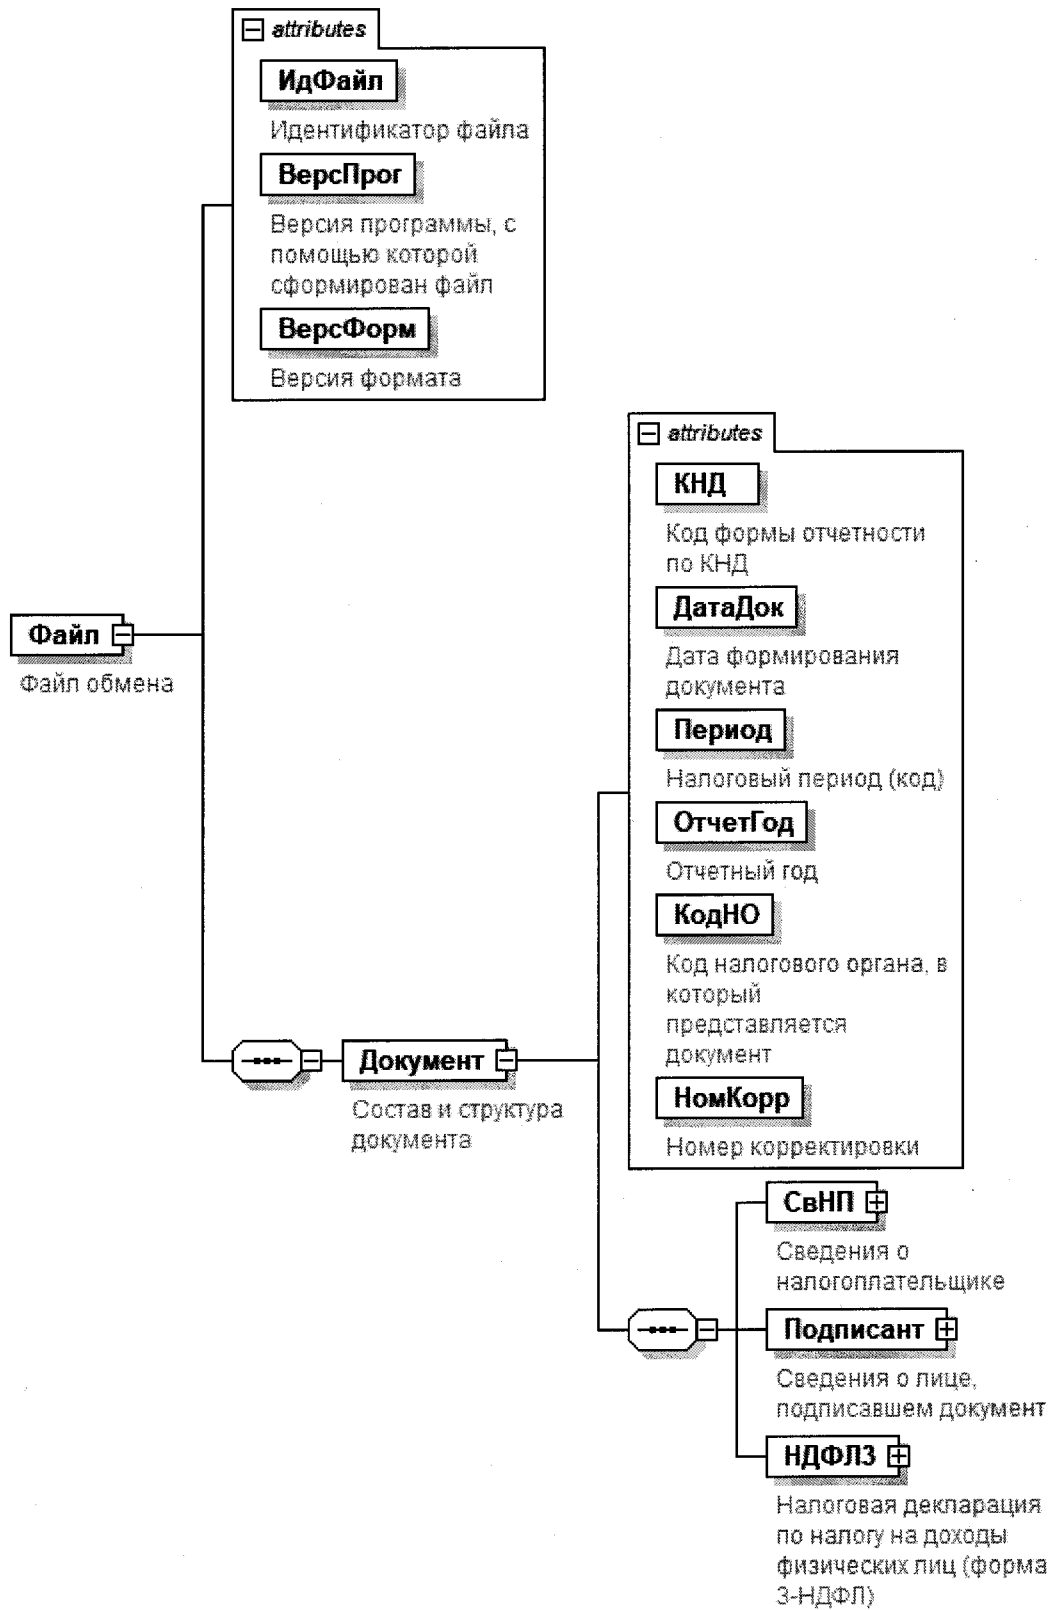 attributes
ИдФайл
Идентификатор файла
ВерсПрог
Версия программы, с
помощью которой
сформирован файл
ВерсФорм
Версия формата
Файл
Файл обмена
Документ
Состав и структура
документа
attributes
КНД
Код формы отчетности
по КНД
ДатаДок
Дата формирования
документа
Период
Налоговый период (код)
ОтчетГод
Отчетный год
КодНО
Код налогового органа, в
который
представляется
документ
НомКорр
Номер корректировки
СвНП
Сведения о
налогоплательщике
Подписант
Сведения о лице,
подписавшем документ
НДФЛ3
Налоговая декларация
по налогу на доходы
физических лиц (форма
3-НДФЛ)